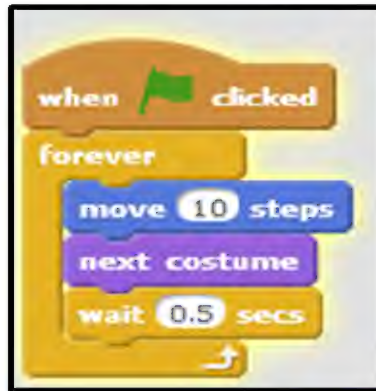 when clicked
forever
move 10 steps
next costume
wait 0.5 secs